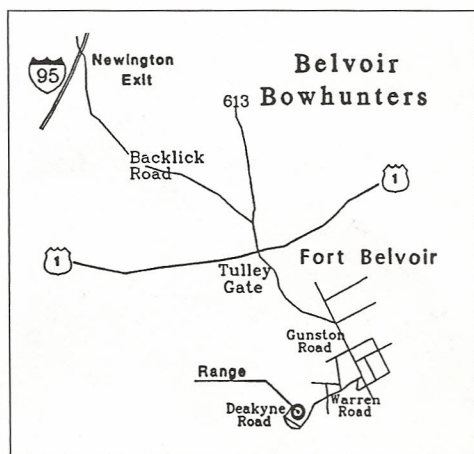 Belvoir
Bowhunters
95
Newington
Exit
613
Backlick
Road
1
1
Tulley
Gate
Fort Belvoir
Gunston
Road
Range
Deakyne
Road
Warren
Road